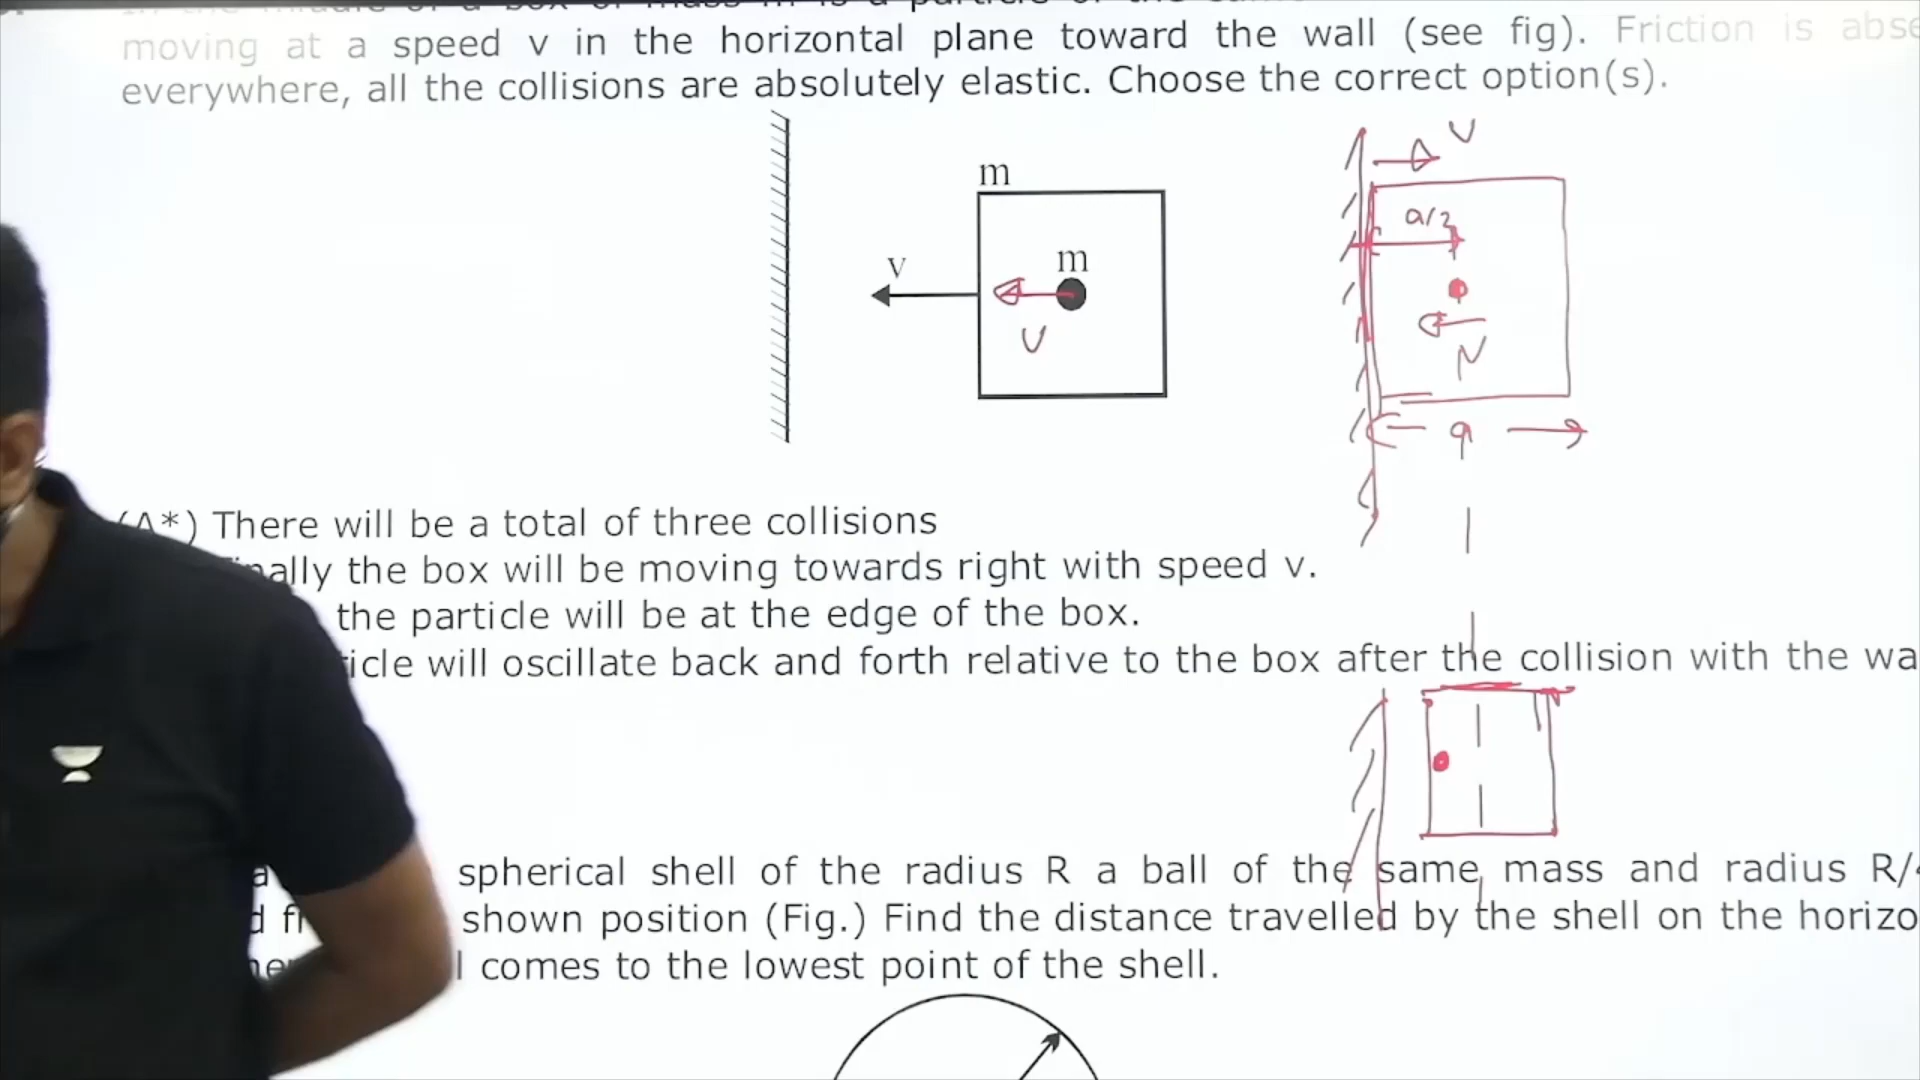 moving at a speed v in the horizontal plane toward the wall (see fig). Friction is
everywhere, all the collisions are absolutely elastic. Choose the correct option(s).
m
v
m
v
v
a/2
v
a
(A*) There will be a total of three collisions
the box will be moving towards right with speed v.
the particle will be at the edge of the box.
will oscillate back and forth relative to the box after the collision with the
spherical shell of the radius R a ball of the same mass and radius
shown position (Fig.) Find the distance travelled by the shell on the
comes to the lowest point of the shell.